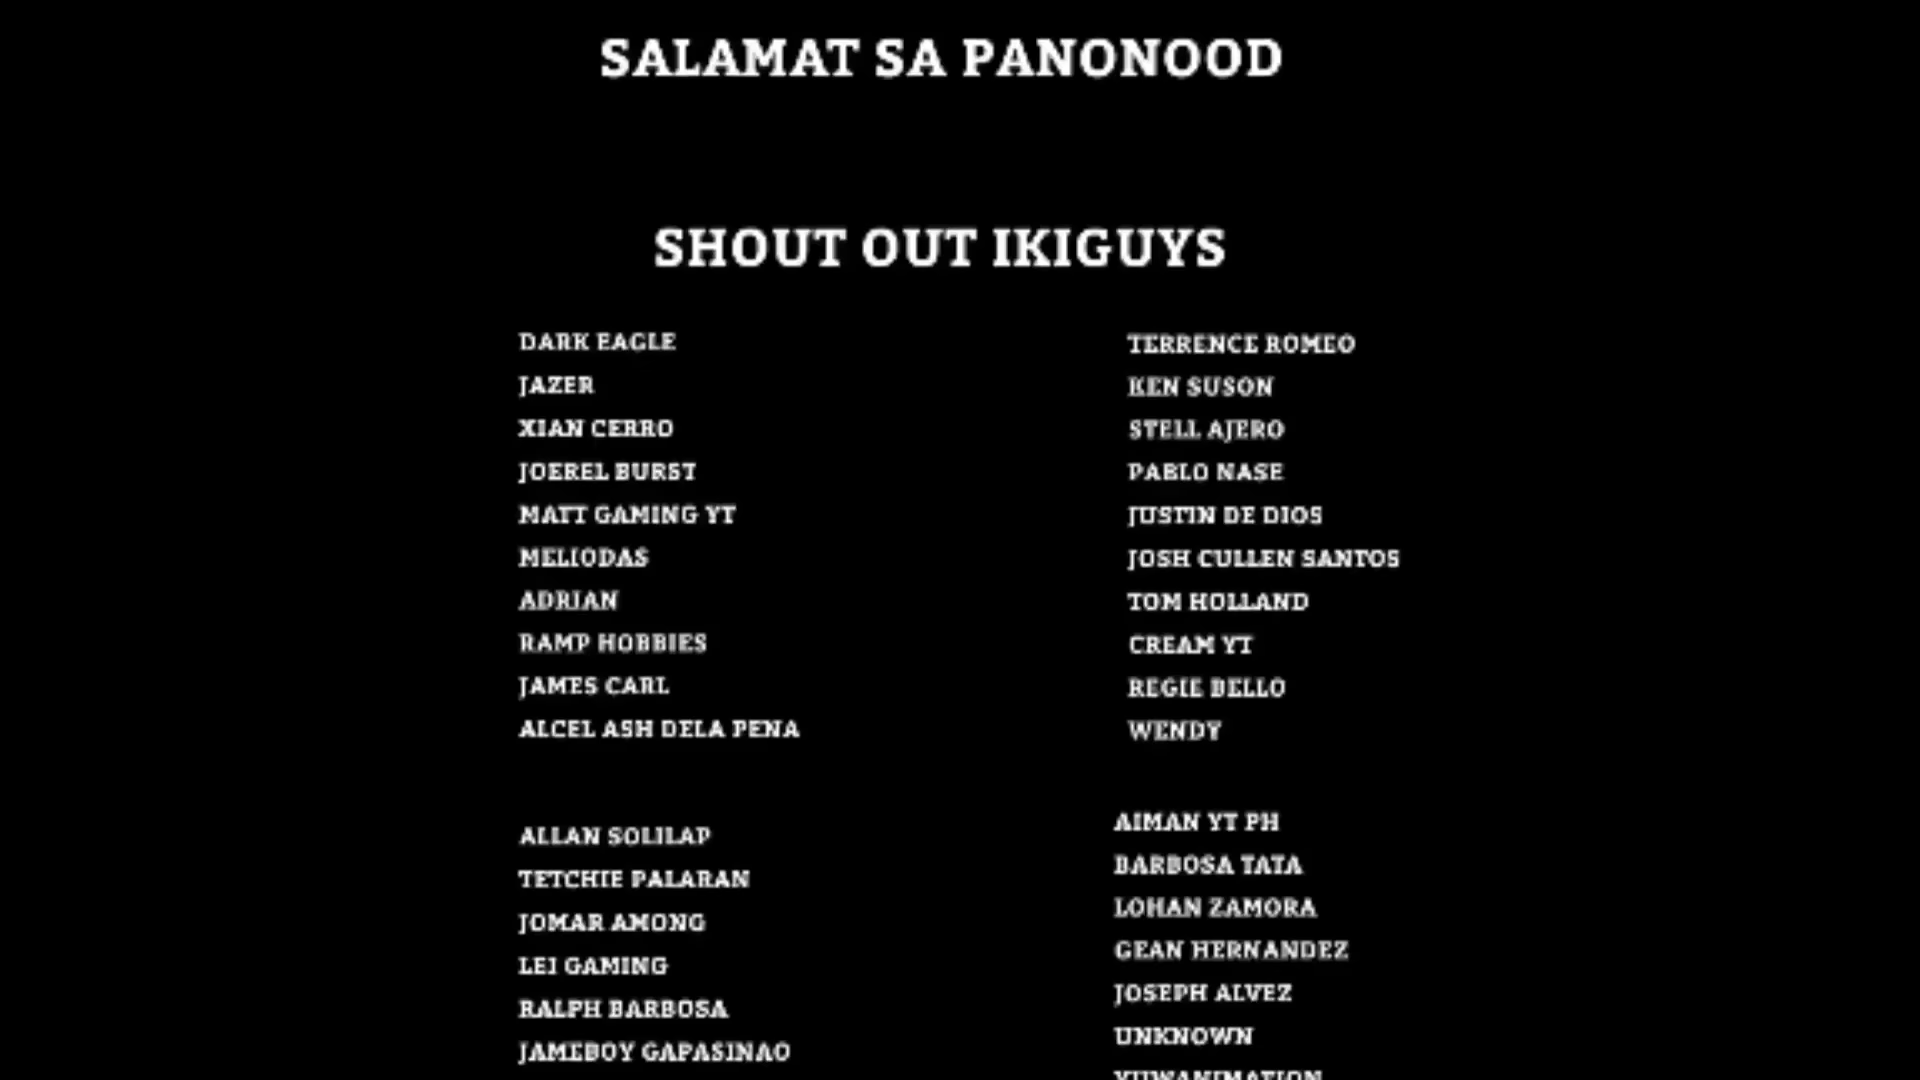 SALAMAT SA PANONOOD
SHOUT OUT IKIGUYS
DARK EAGLE
JAZER
XIAN CERRO
JOEREL BURST
MATT GAMING YT
MELIODAS
ADRIAN
RAMP HOBBIES
JAMES CARL
ALCEL ASH DELA PENA
TERRENCE ROMEO
KEN SUSON
STELL AJERO
PABLO NASE
JUSTIN DE DIOS
JOSH CULLEN SANTOS
TOM HOLLAND
CREAM YT
REGIE BELLO
WENDY
ALLAN SOLILAP
TETCHIE PALARAN
JOMAR AMONG
LEI GAMING
RALPH BARBOSA
JAMEBOY GAPASINAO
AIMAN YT PH
BARBOSA TATA
LOHAN ZAMORA
GEAN HERNANDEZ
JOSEPH ALVEZ
UNKNOWN